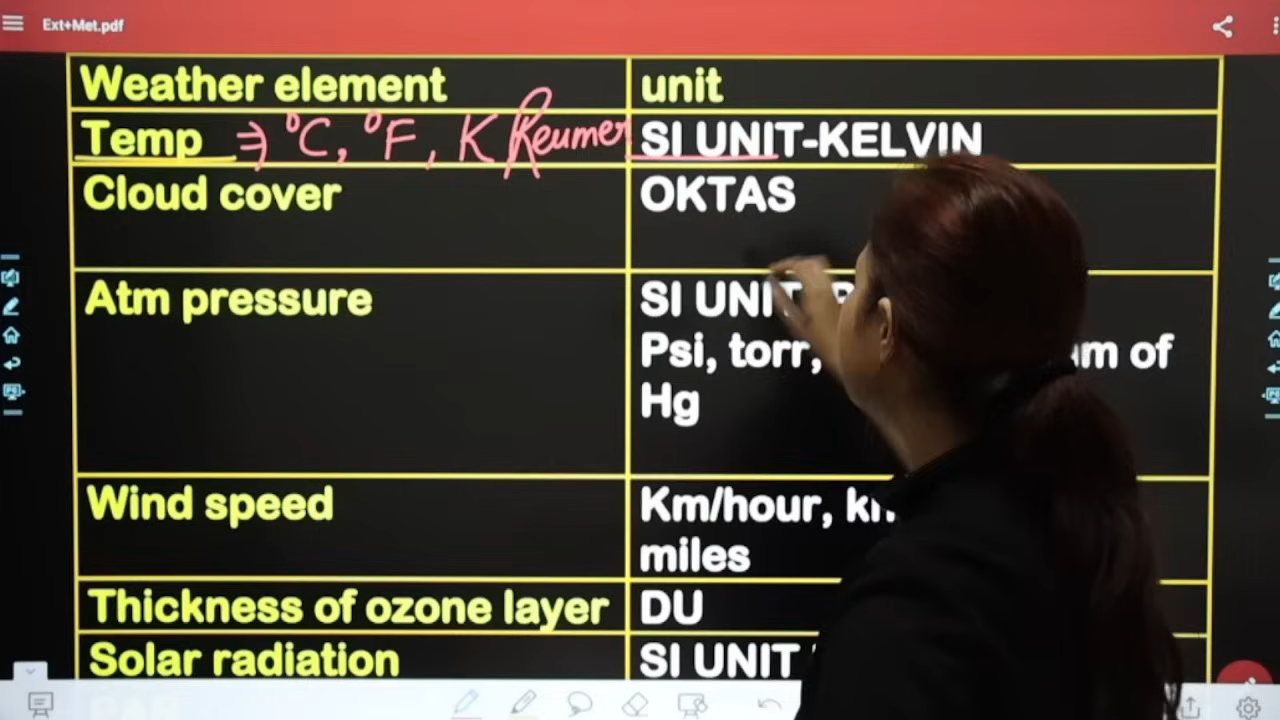 Ext+Met.pdf
Weather element unit
Temp ⇒ °C, °F, K Reumer SI UNIT-KELVIN
Cloud cover OKTAS
Atm pressure SI UNIT
Psi, torr, of
Hg
Wind speed Km/hour,
miles
Thickness of ozone layer DU
Solar radiation SI UNIT